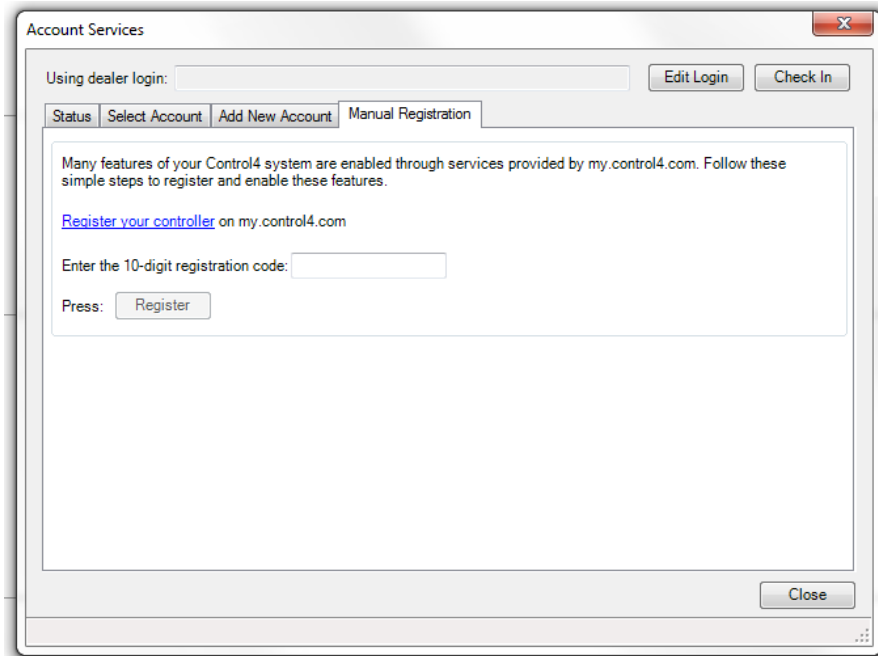 Account Services
Using dealer login:
Edit Login
Check In
Status
Select Account
Add New Account
Manual Registration
Many features of your Control4 system are enabled through services provided by my.control4.com. Follow these
simple steps to register and enable these features.
Register your controller on my.control4.com
Enter the 10-digit registration code:
Press:
Register
Close